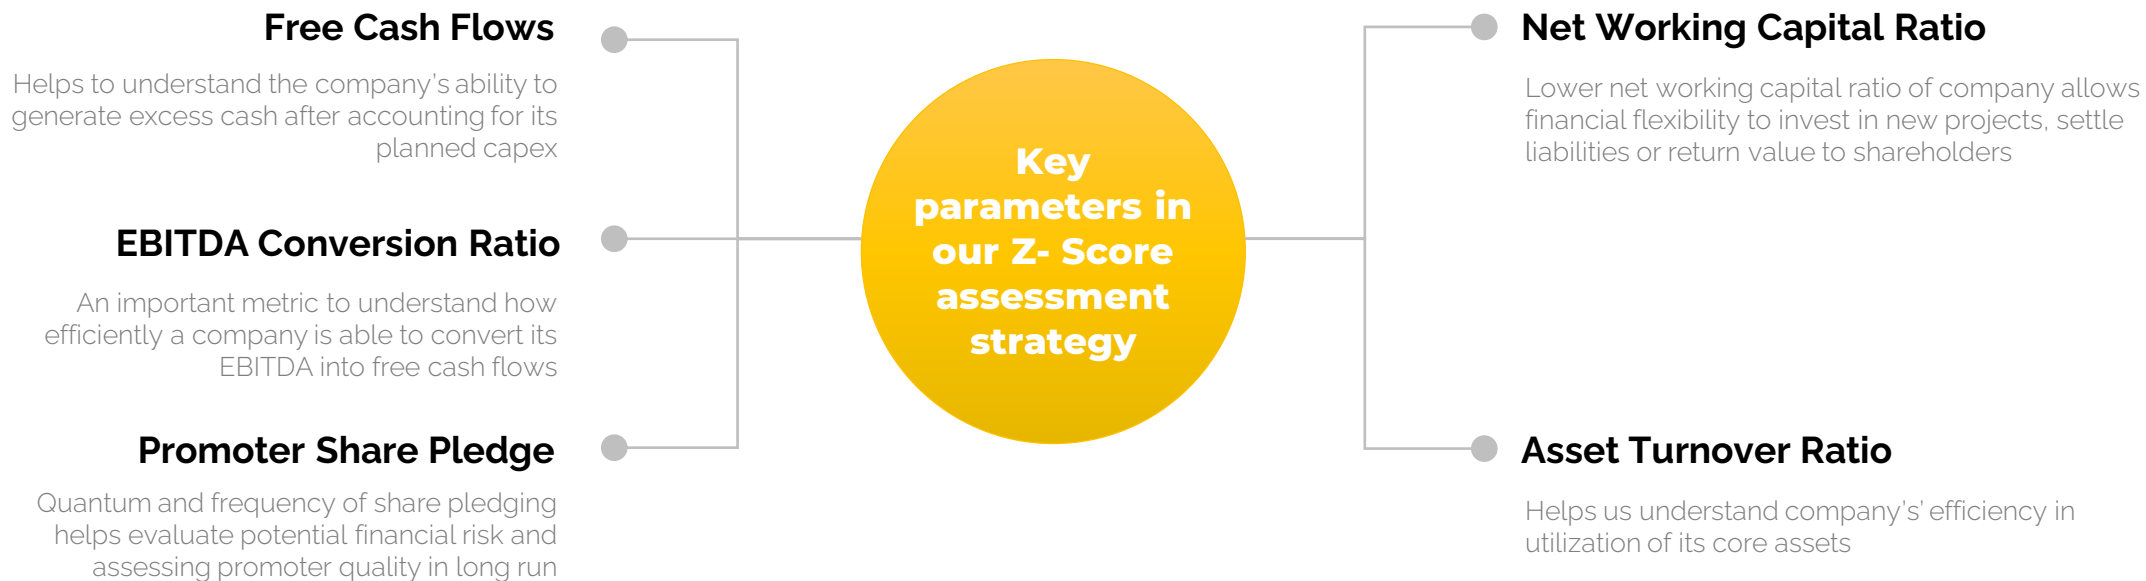 Free Cash Flows
Helps to understand the company's ability to
generate excess cash after accounting for its
planned capex
EBITDA Conversion Ratio
An important metric to understand how
efficiently a company is able to convert its
EBITDA into free cash flows
Promoter Share Pledge
Quantum and frequency of share pledging
helps evaluate potential financial risk and
assessing promoter quality in long run
Key
parameters in
our Z- Score
assessment
strategy
Net Working Capital Ratio
Lower net working capital ratio of company allows
financial flexibility to invest in new projects, settle
liabilities or return value to shareholders
Asset Turnover Ratio
Helps us understand company's' efficiency in
utilization of its core assets